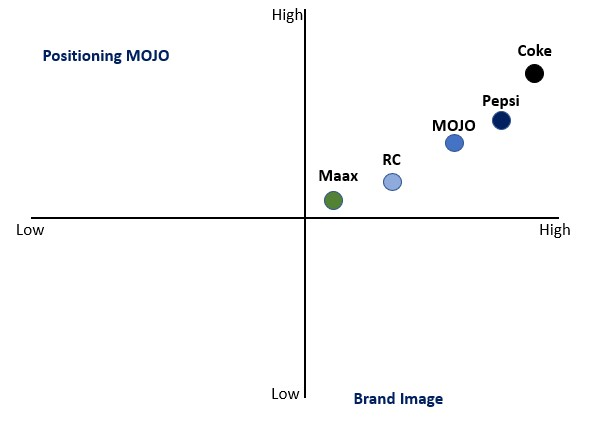 High
Positioning MOJO
Coke
Pepsi
MOJO
RC
Maax
Low
High
Low
Brand Image